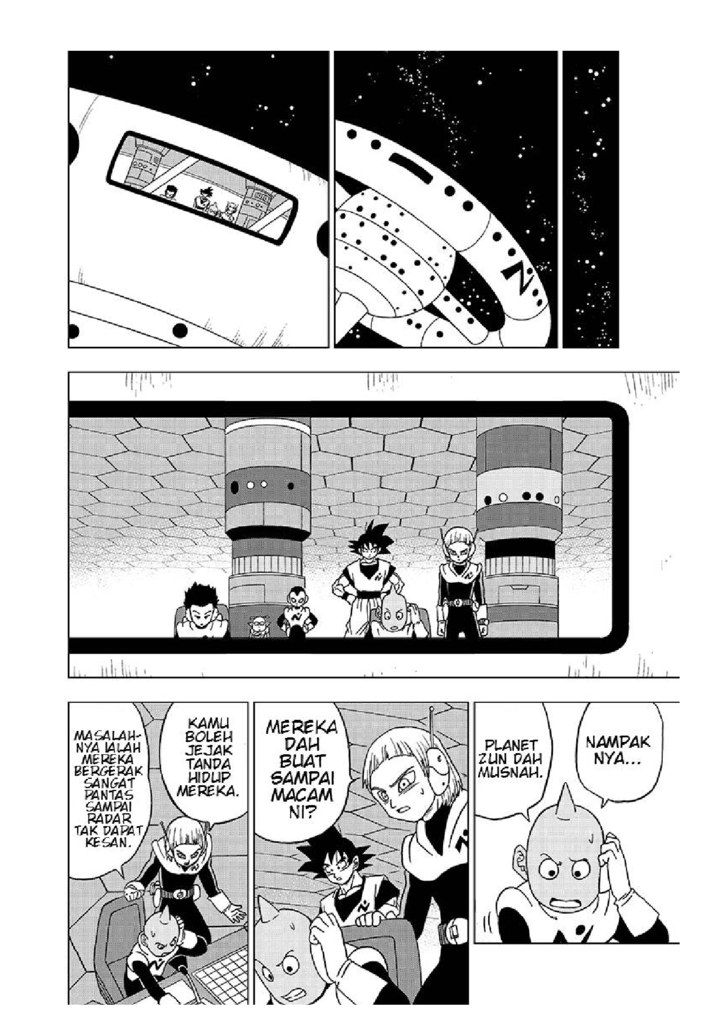 NAMPAK
NYA...
PLANET
ZUN DAH
MUSNAH.
MEREKA
DAH
BUAT
SAMPAI
MACAM
NI?
KAMU
BOLEH
JEJAK
TANDA
HIDUP
MEREKA.
MASALAH-
NYA IALAH
MEREKA
BERGERAK
SANGAT
PANTAS
SAMPAI
RADAR
TAK DAPAT
KESAN.